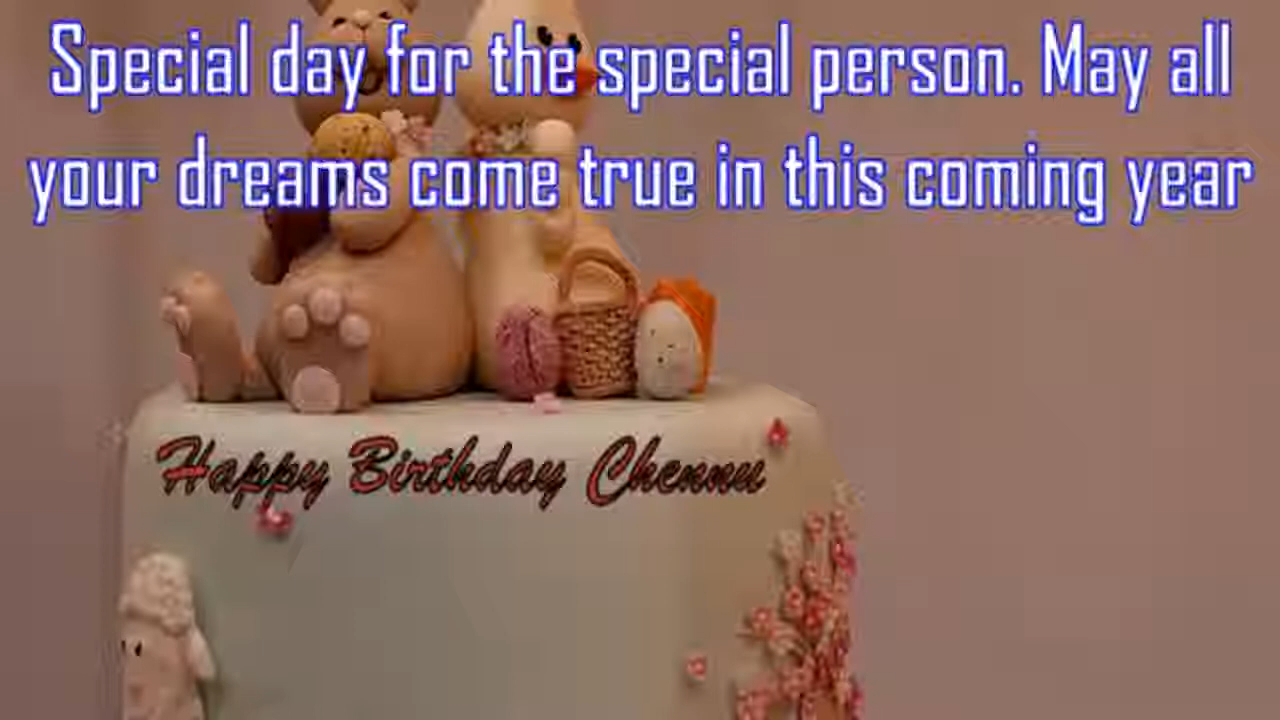 Special day for the special person. May all
your dreams come true in this coming year
Happy Birthday Chennu